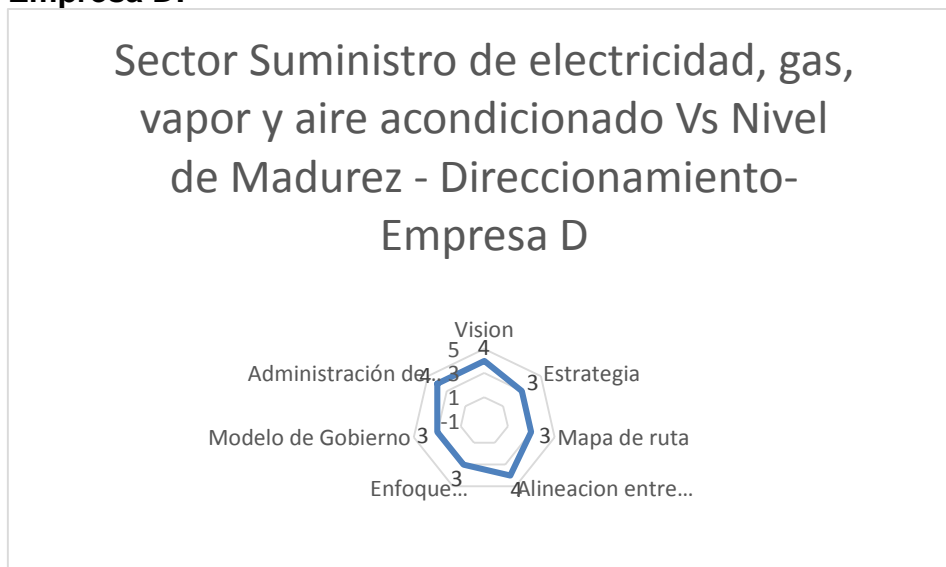 Empresa D:
Sector Suministro de electricidad, gas,
vapor y aire acondicionado Vs Nivel
de Madurez - Direccionamiento-
Empresa D
Vision
5
4
Administración de...
4
3
3
Estrategia
1
-1
Modelo de Gobierno
3
3
Mapa de ruta
Enfoque...
3
4
Alineacion entre...